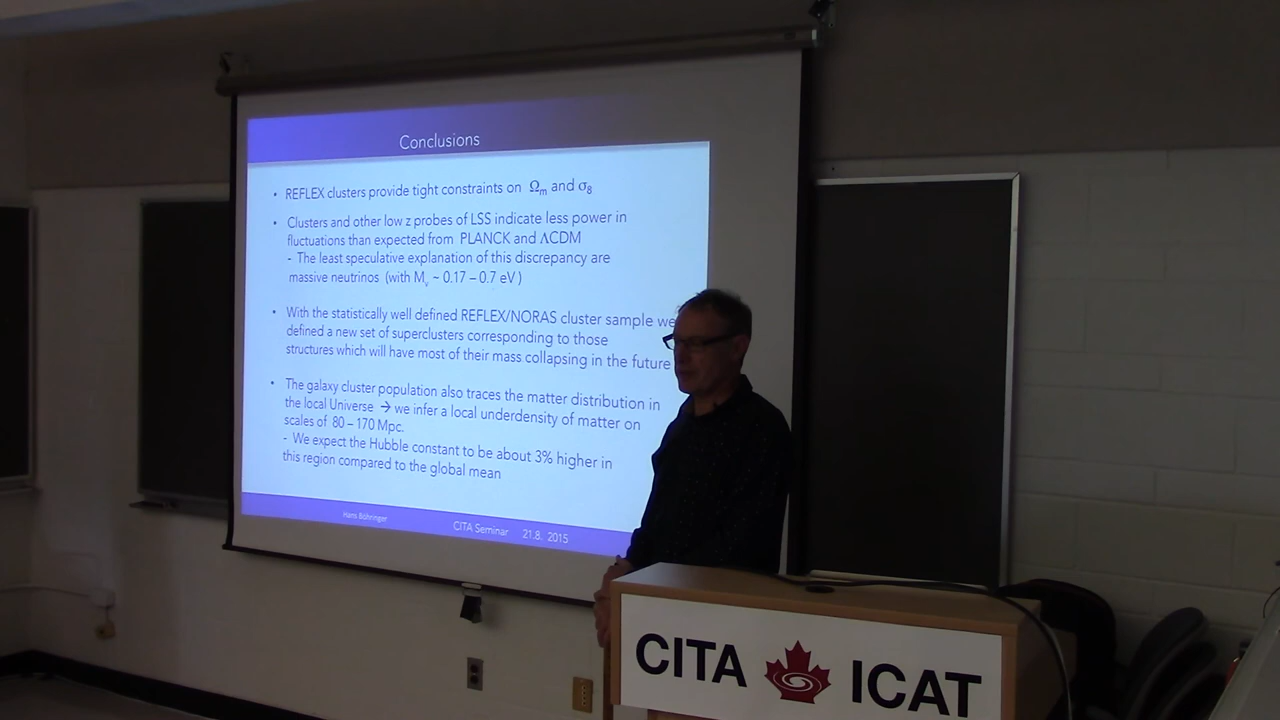 Conclusions
• REFLEX clusters provide tight constraints on Ωm and σ8
• Clusters and other low z probes of LSS indicate less power in
fluctuations than expected from PLANCK and ΛCDM
- The least speculative explanation of this discrepancy are
massive neutrinos (with Mν ~ 0.17 – 0.7 eV )
• With the statistically well defined REFLEX/NORAS cluster sample we
defined a new set of superclusters corresponding to those
structures which will have most of their mass collapsing in the future
• The galaxy cluster population also traces the matter distribution in
the local Universe → we infer a local underdensity of matter on
scales of 80 – 170 Mpc.
- We expect the Hubble constant to be about 3% higher in
this region compared to the global mean
Hans Böhringer CITA Seminar 21.8. 2015
CITA ICAT